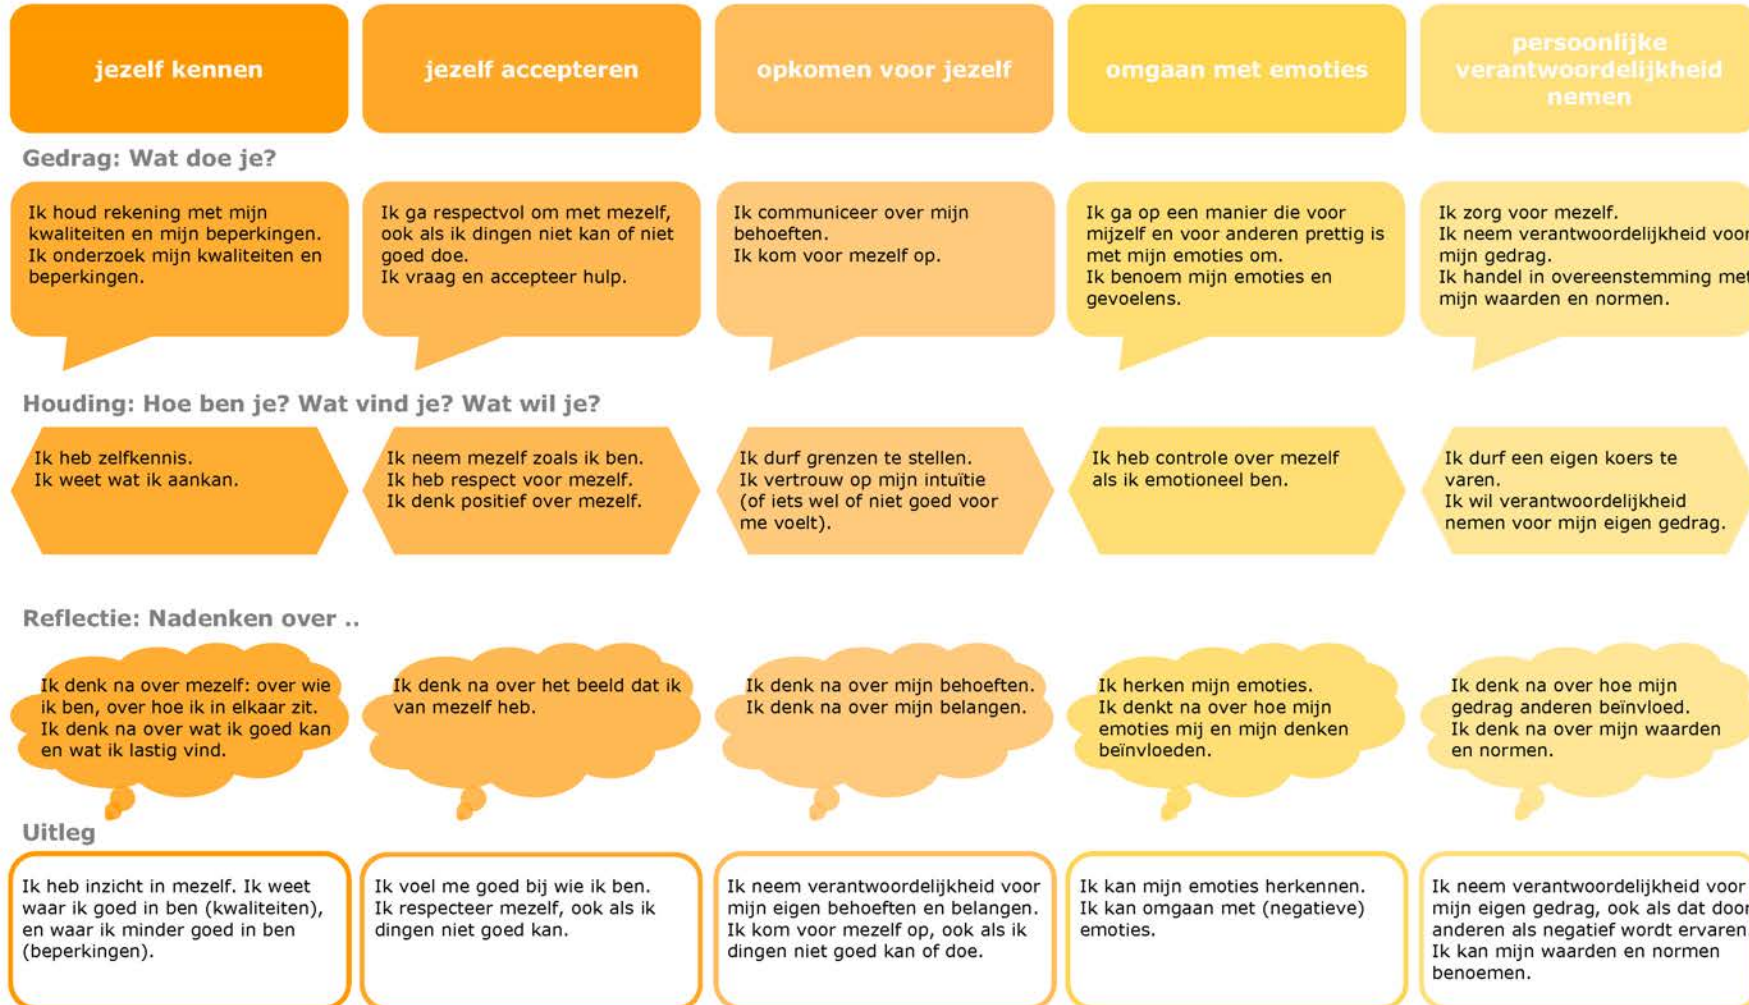 jezelf kennen
jezelf accepteren
opkomen voor jezelf
omgaan met emoties
persoonlijke
verantwoordelijkheid
nemen
Gedrag: Wat doe je?
Ik houd rekening met mijn
kwaliteiten en mijn beperkingen.
Ik onderzoek mijn kwaliteiten en
beperkingen.
Ik ga respectvol om met mezelf,
ook als ik dingen niet kan of niet
goed doe.
Ik vraag en accepteer hulp.
Ik communiceer over mijn
behoeften.
Ik kom voor mezelf op.
Ik ga op een manier die voor
mijzelf en voor anderen prettig is
met mijn emoties om.
Ik benoem mijn emoties en
gevoelens.
Ik zorg voor mezelf.
Ik neem verantwoordelijkheid voor
mijn gedrag.
Ik handel in overeenstemming met
mijn waarden en normen.
Houding: Hoe ben je? Wat vind je? Wat wil je?
Ik heb zelfkennis.
Ik weet wat ik aankan.
Ik neem mezelf zoals ik ben.
Ik heb respect voor mezelf.
Ik denk positief over mezelf.
Ik durf grenzen te stellen.
Ik vertrouw op mijn intuïtie
(of iets wel of niet goed voor
me voelt).
Ik heb controle over mezelf
als ik emotioneel ben.
Ik durf een eigen koers te
varen.
Ik wil verantwoordelijkheid
nemen voor mijn eigen gedrag.
Reflectie: Nadenken over ..
Ik denk na over mezelf: over wie
ik ben, over hoe ik in elkaar zit.
Ik denk na over wat ik goed kan
en wat ik lastig vind.
Ik denk na over het beeld dat ik
van mezelf heb.
Ik denk na over mijn behoeften.
Ik denk na over mijn belangen.
Ik herken mijn emoties.
Ik denkt na over hoe mijn
emoties mij en mijn denken
beïnvloeden.
Ik denk na over hoe mijn
gedrag anderen beïnvloed.
Ik denk na over mijn waarden
en normen.
Uitleg
Ik heb inzicht in mezelf. Ik weet
waar ik goed in ben (kwaliteiten),
en waar ik minder goed in ben
(beperkingen).
Ik voel me goed bij wie ik ben.
Ik respecteer mezelf, ook als ik
dingen niet goed kan.
Ik neem verantwoordelijkheid voor
mijn eigen behoeften en belangen.
Ik kom voor mezelf op, ook als ik
dingen niet goed kan of doe.
Ik kan mijn emoties herkennen.
Ik kan omgaan met (negatieve)
emoties.
Ik neem verantwoordelijkheid voor
mijn eigen gedrag, ook als dat door
anderen als negatief wordt ervaren.
Ik kan mijn waarden en normen
benoemen.